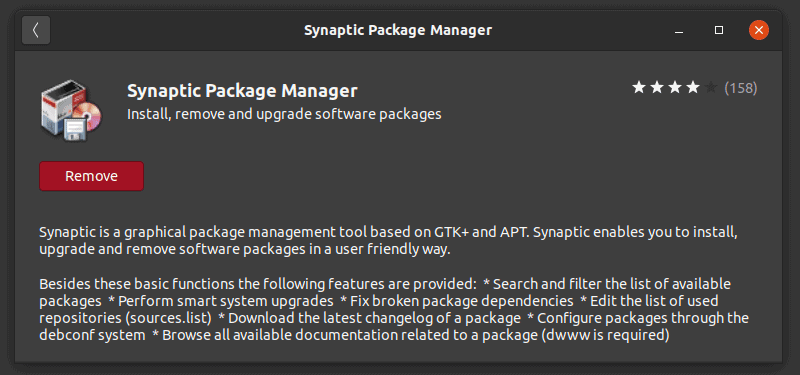 Synaptic Package Manager
Synaptic Package Manager
(158)
Install, remove and upgrade software packages
Remove
Synaptic is a graphical package management tool based on GTK+ and APT. Synaptic enables you to install,
upgrade and remove software packages in a user friendly way.
Besides these basic functions the following features are provided:  * Search and filter the list of available
packages  * Perform smart system upgrades  * Fix broken package dependencies  * Edit the list of used
repositories (sources.list)  * Download the latest changelog of a package  * Configure packages through the
debconf system  * Browse all available documentation related to a package (dwww is required)